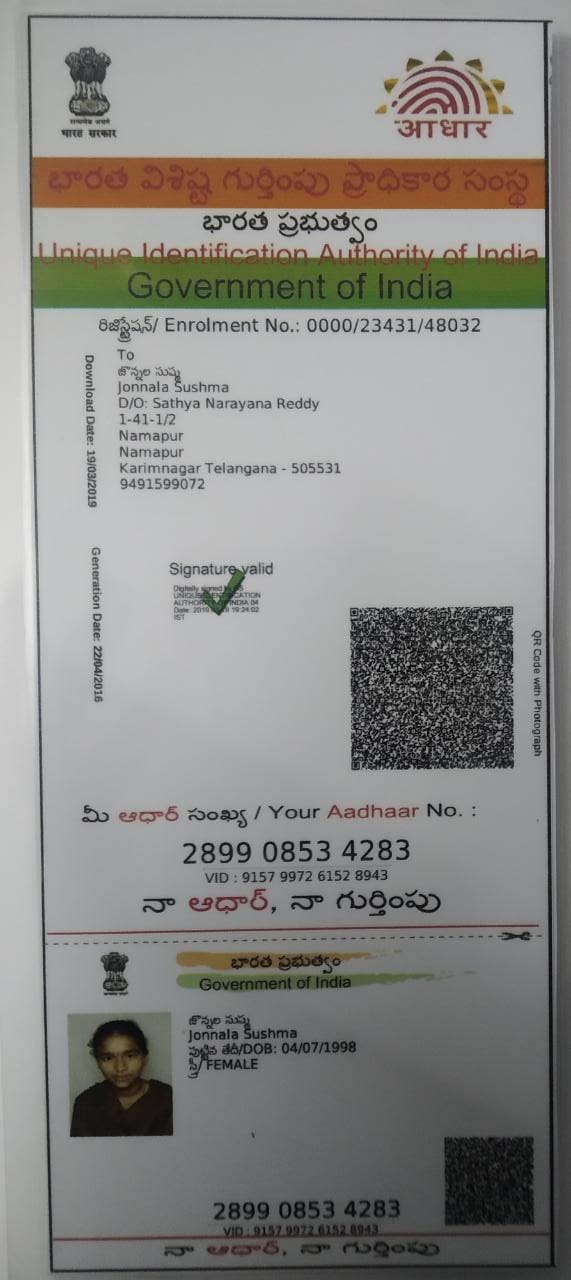 सत्यमेव जयते
भारत सरकार
आधार
భారత విశిష్ట గుర్తింపు ప్రాధికార సంస్థ
భారత ప్రభుత్వం
Unique Identification Authority of India
Government of India
రిజిస్ట్రేషన్/ Enrolment No.: 0000/23431/48032
To
జొన్నల సుష్మ
Jonnala Sushma
D/O: Sathya Narayana Reddy
1-41-1/2
Namapur
Namapur
Karimnagar Telangana - 505531
9491599072
Download Date: 19/03/2019
Generation Date: 22/04/2016
Signature valid
Digitally signed by
UNIQUE IDENTIFICATION
AUTHORITY OF INDIA 04
19:24:02
IST
QR Code with Photograph
మీ ఆధార్ సంఖ్య / Your Aadhaar No. :
2899 0853 4283
VID : 9157 9972 6152 8943
నా ఆధార్, నా గుర్తింపు
భారత ప్రభుత్వం
Government of India
జొన్నల సుష్మ
Jonnala Sushma
పుట్టిన తేదీ/DOB: 04/07/1998
స్త్రీ/ FEMALE
2899 0853 4283
VID : 9157 9972 6152 8943
నా ఆధార్, నా గుర్తింపు